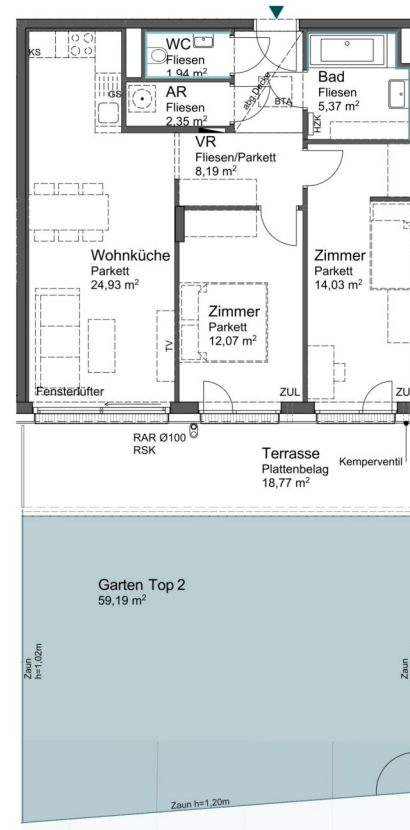 WC
Fliesen
1,94 m²
KS
Bad
Fliesen
5,37 m²
AR
Fliesen
2,35 m²
GS
abg.Decke
BTA
HZK
VR
Fliesen/Parkett
8,19 m²
Wohnküche
Parkett
24,93 m²
Zimmer
Parkett
14,03 m²
Zimmer
Parkett
12,07 m²
TV
Fensterlüfter
ZUL
ZU
RAR Ø100
RSK
Terrasse
Plattenbelag
18,77 m²
Kemperventil
Garten Top 2
59,19 m²
Zaun
h=1,02m
Zaun
Zaun h=1,20m